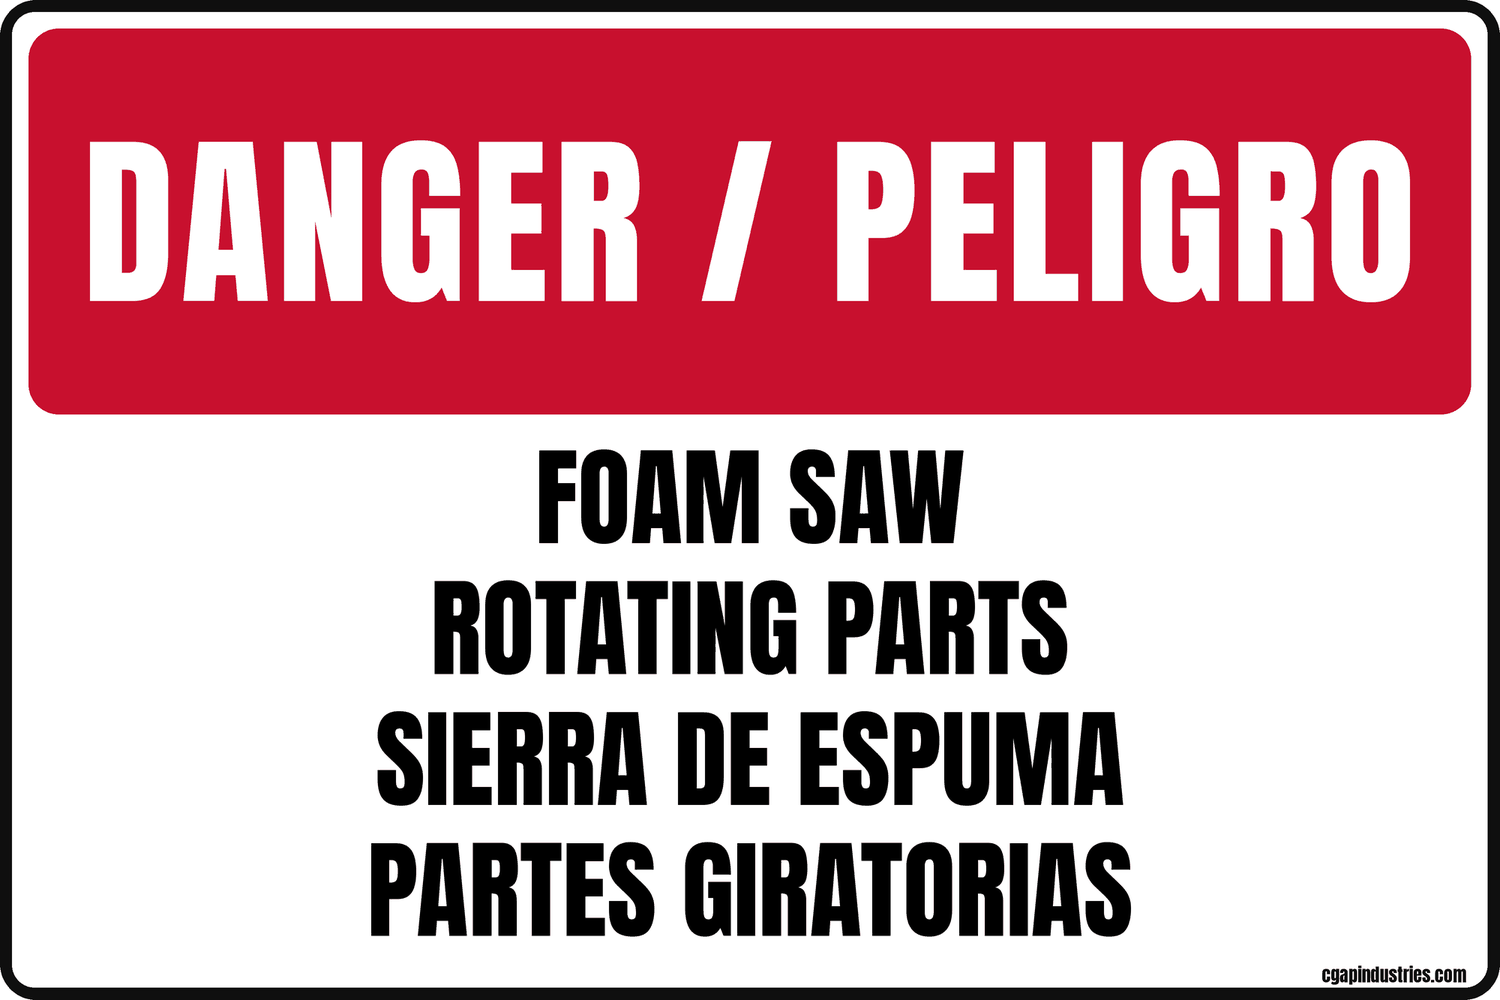 DANGER / PELIGRO
FOAM SAW
ROTATING PARTS
SIERRA DE ESPUMA
PARTES GIRATORIAS
cgapindustries.com